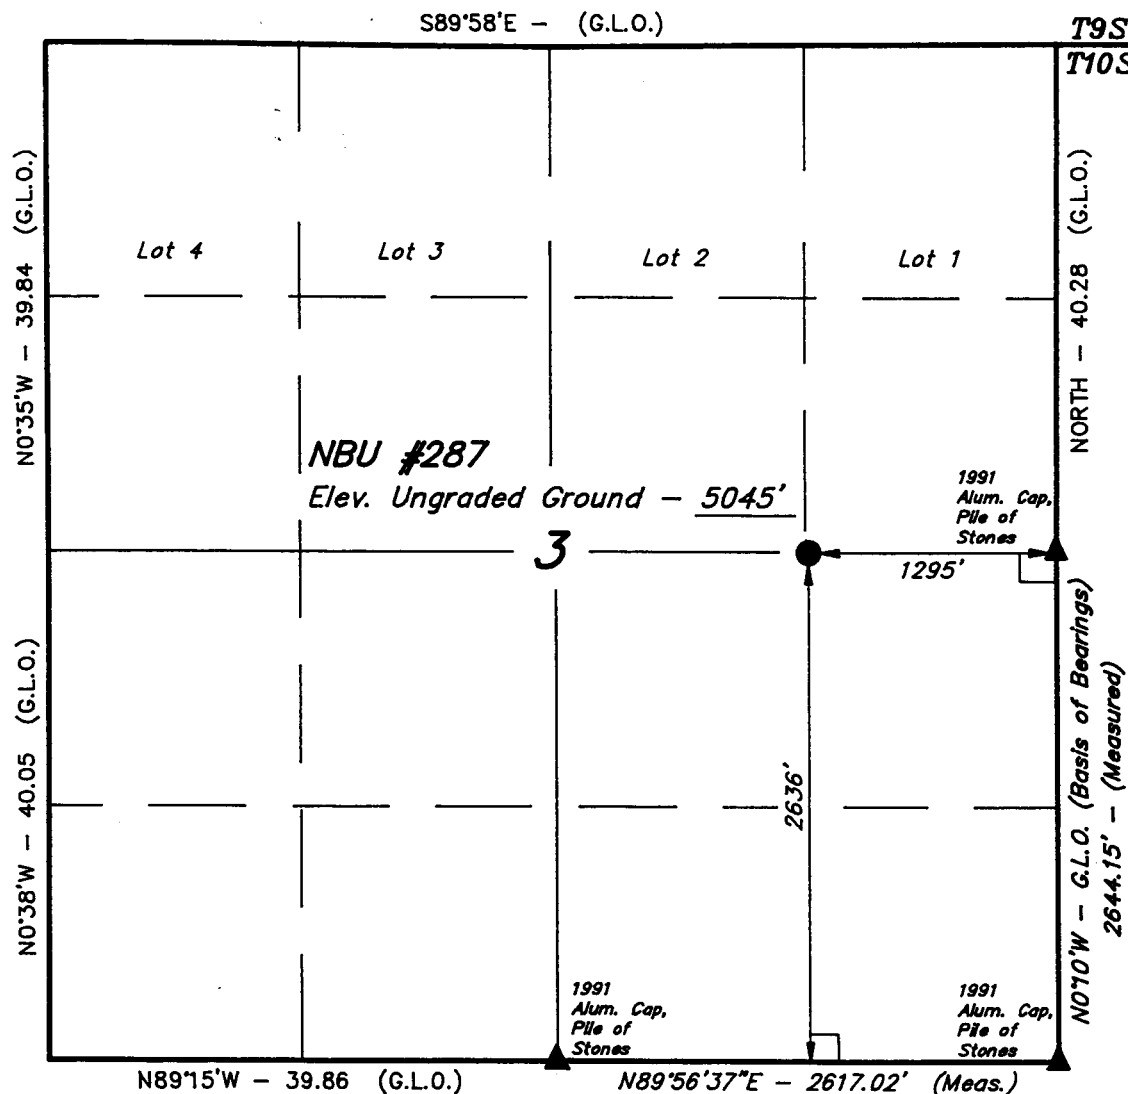 S89°58'E – (G.L.O.)
T9S
T10S
N0°35'W – 39.84 (G.L.O.)
NORTH – 40.28 (G.L.O.)
Lot 4
Lot 3
Lot 2
Lot 1
NBU #287
Elev. Ungraded Ground – 5045'
1991
Alum. Cap,
Pile of
Stones
3
1295'
N0°38'W – 40.05 (G.L.O.)
2636'
N0°10'W – G.L.O. (Basis of Bearings)
2644.15' – (Measured)
1991
Alum. Cap,
Pile of
Stones
1991
Alum. Cap,
Pile of
Stones
N89°15'W – 39.86 (G.L.O.)
N89°56'37"E – 2617.02' (Meas.)